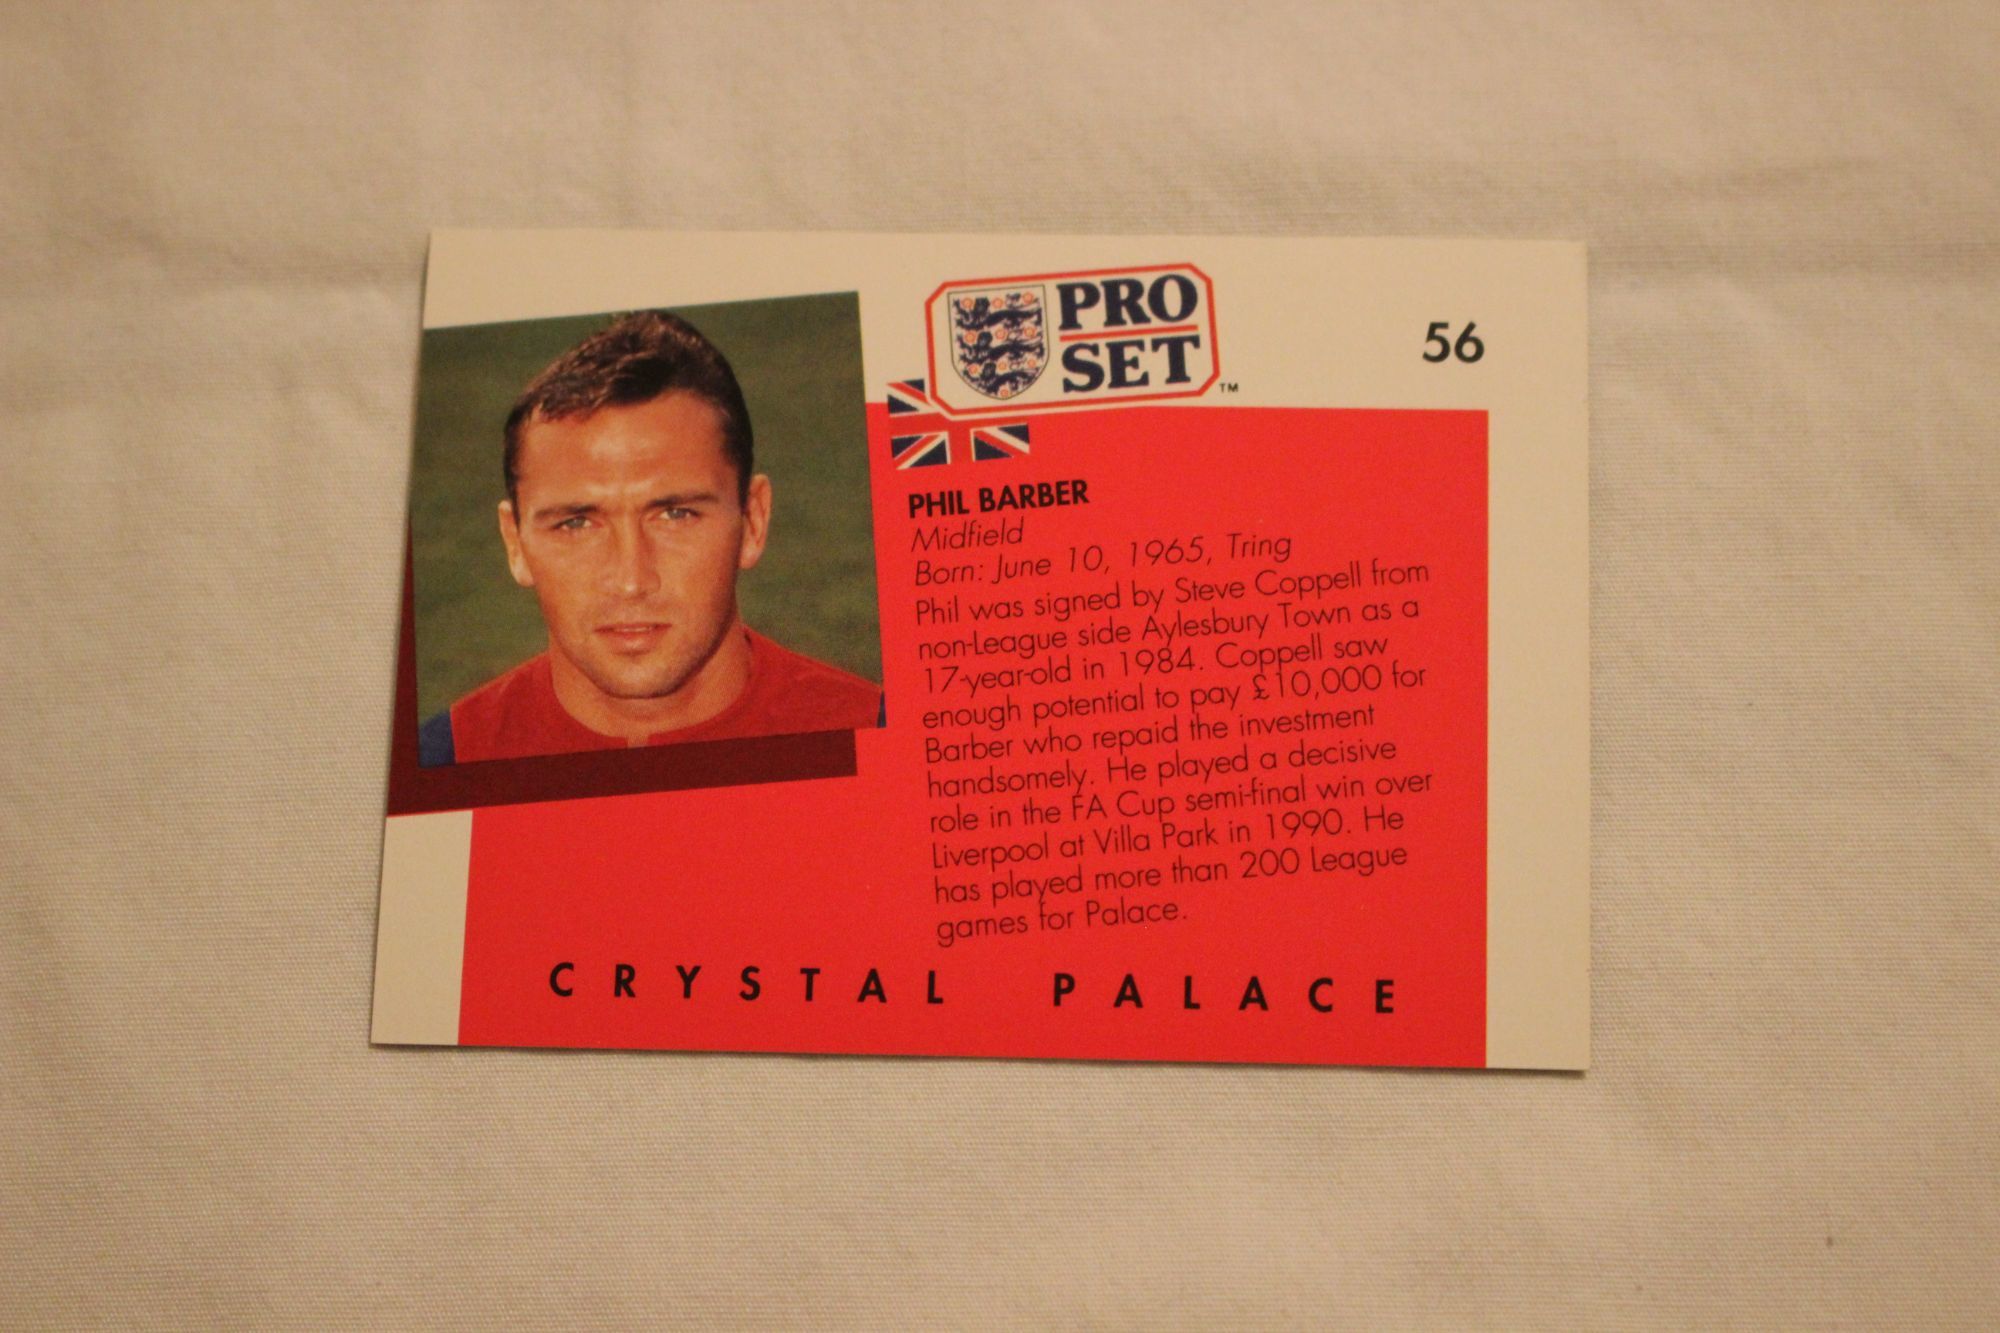 PRO
SET
TM
56
PHIL BARBER
Midfield
Born: June 10, 1965, Tring
Phil was signed by Steve Coppell from
non-League side Aylesbury Town as a
17-year-old in 1984. Coppell saw
enough potential to pay £10,000 for
Barber who repaid the investment
handsomely. He played a decisive
role in the FA Cup semi-final win over
Liverpool at Villa Park in 1990. He
has played more than 200 League
games for Palace.
CRYSTAL PALACE